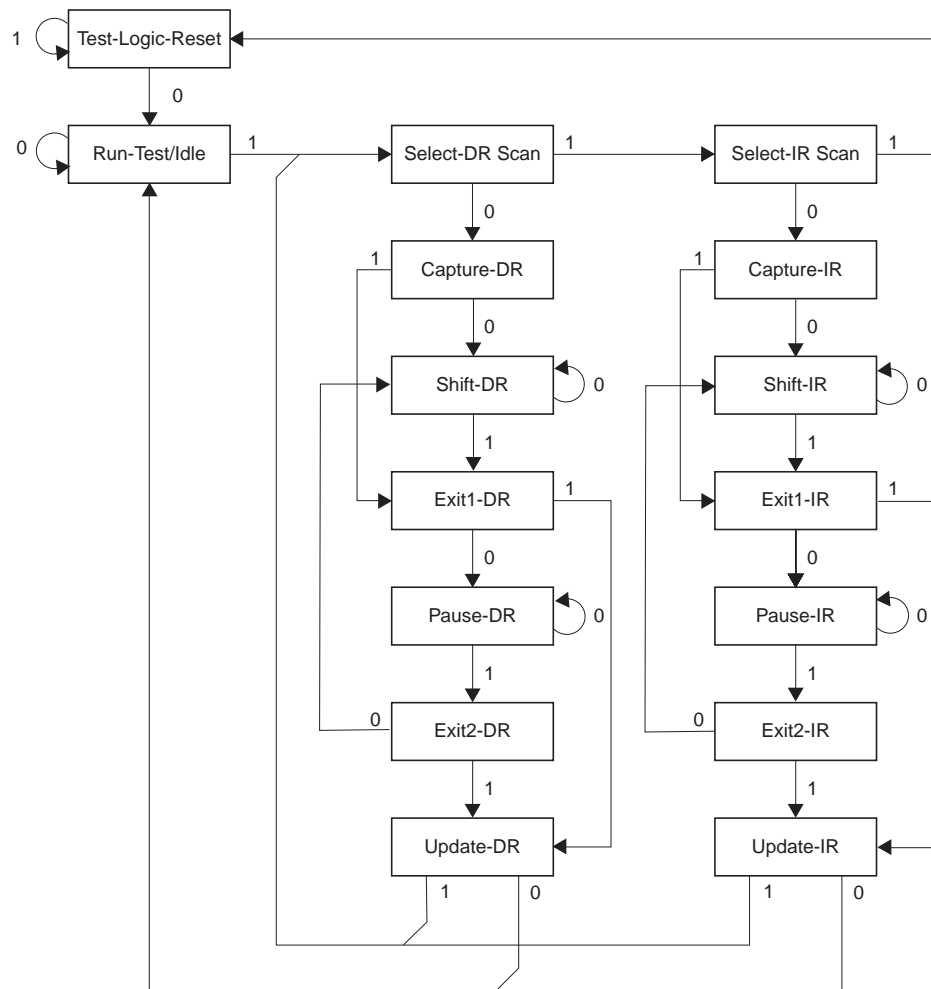 Test-Logic-Reset
1
0
Run-Test/Idle
0
1
Select-DR Scan
1
Select-IR Scan
1
0
0
1
Capture-DR
1
Capture-IR
0
0
Shift-DR
0
Shift-IR
0
1
1
Exit1-DR
1
Exit1-IR
1
0
0
Pause-DR
0
Pause-IR
0
1
1
0
Exit2-DR
0
Exit2-IR
1
1
Update-DR
Update-IR
1
0
1
0